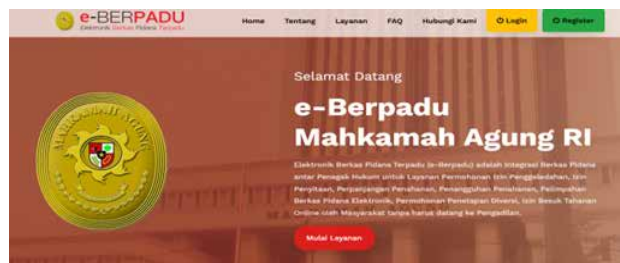 e-BERPADU
Elektronik Berkas Pidana Terpadu
Home Tentang Layanan FAQ Hubungi Kami Login Register
Selamat Datang
e-Berpadu
Mahkamah Agung RI
MAHKAMAH AGUNG
Elektronik Berkas Pidana Terpadu (e-Berpadu) adalah integrasi Berkas Pidana
antar Penegak Hukum untuk Layanan Permohonan Izin Penggeledahan, Izin
Penyitaan, Perpanjangan Penahanan, Penangguhan Penahanan, Pelimpahan
Berkas Pidana Elektronik, Permohonan Penetapan Diversi, Izin Besuk Tahanan
Online oleh Masyarakat tanpa harus datang ke Pengadilan.
Mulai Layanan